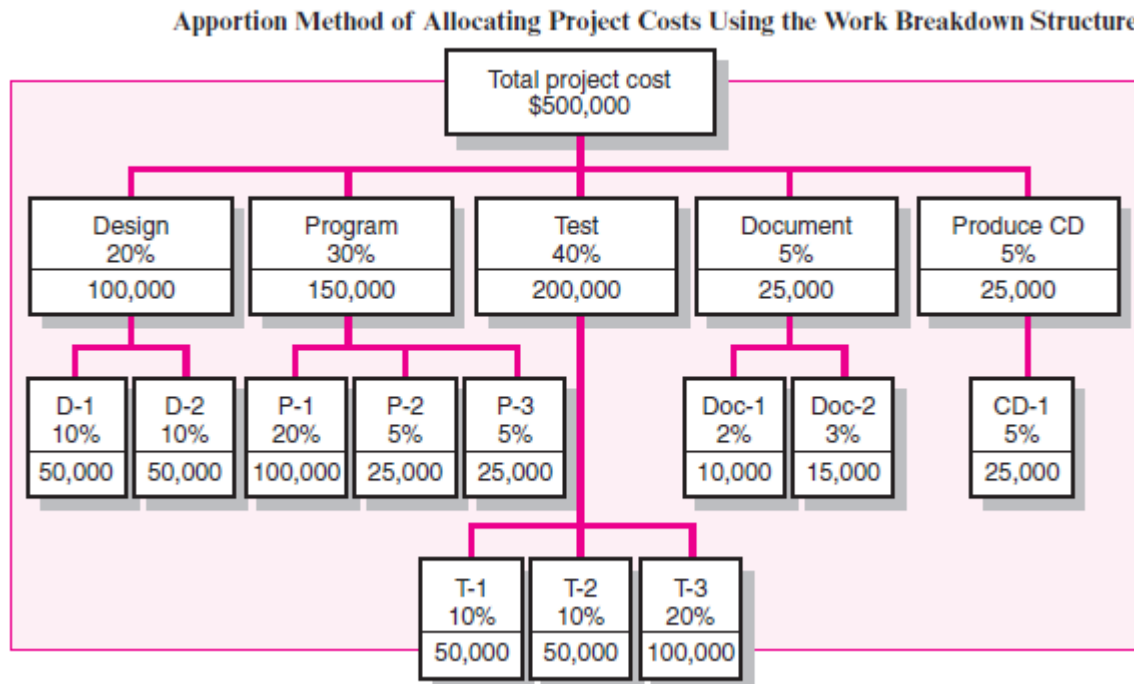 Apportion Method of Allocating Project Costs Using the Work Breakdown Structure
Total project cost
$500,000
Design
20%
100,000
Program
30%
150,000
Test
40%
200,000
Document
5%
25,000
Produce CD
5%
25,000
D-1
10%
50,000
D-2
10%
50,000
P-1
20%
100,000
P-2
5%
25,000
P-3
5%
25,000
Doc-1
2%
10,000
Doc-2
3%
15,000
CD-1
5%
25,000
T-1
10%
50,000
T-2
10%
50,000
T-3
20%
100,000